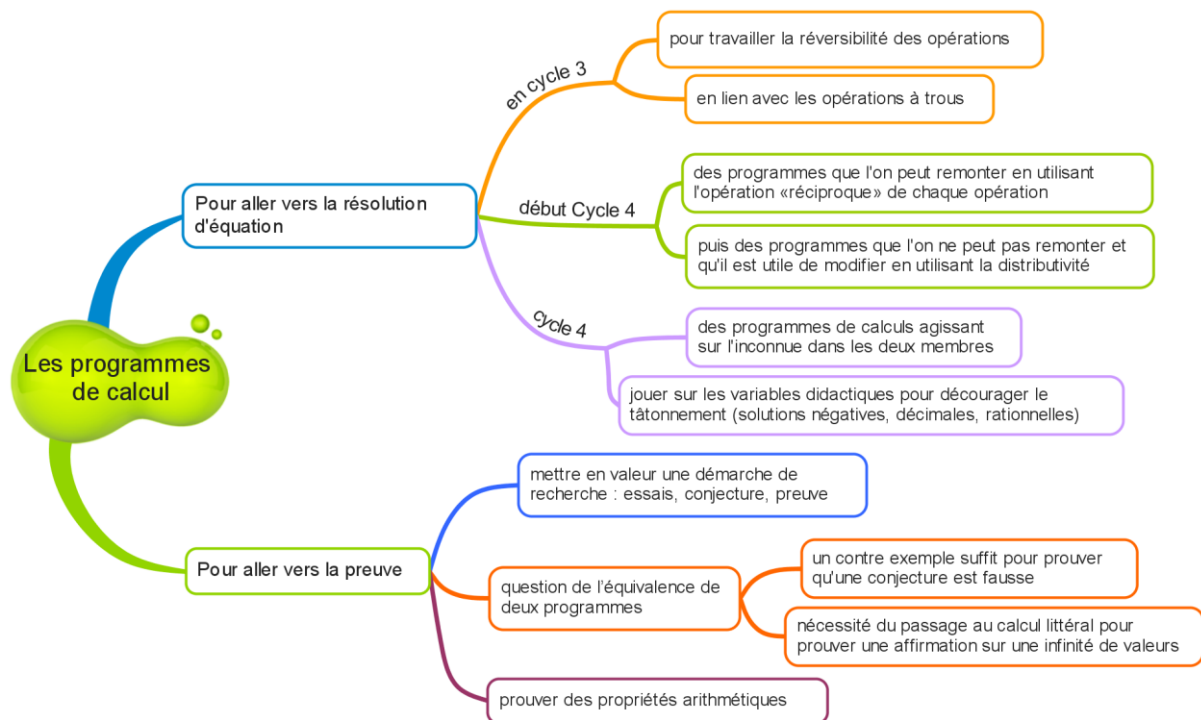 Les programmes
de calcul
Pour aller vers la résolution
d'équation
en cycle 3
pour travailler la réversibilité des opérations
en lien avec les opérations à trous
début Cycle 4
des programmes que l'on peut remonter en utilisant
l'opération «réciproque» de chaque opération
puis des programmes que l'on ne peut pas remonter et
qu'il est utile de modifier en utilisant la distributivité
cycle 4
des programmes de calculs agissant
sur l'inconnue dans les deux membres
jouer sur les variables didactiques pour décourager le
tâtonnement (solutions négatives, décimales, rationnelles)
Pour aller vers la preuve
mettre en valeur une démarche de
recherche : essais, conjecture, preuve
question de l'équivalence de
deux programmes
un contre exemple suffit pour prouver
qu'une conjecture est fausse
nécessité du passage au calcul littéral pour
prouver une affirmation sur une infinité de valeurs
prouver des propriétés arithmétiques